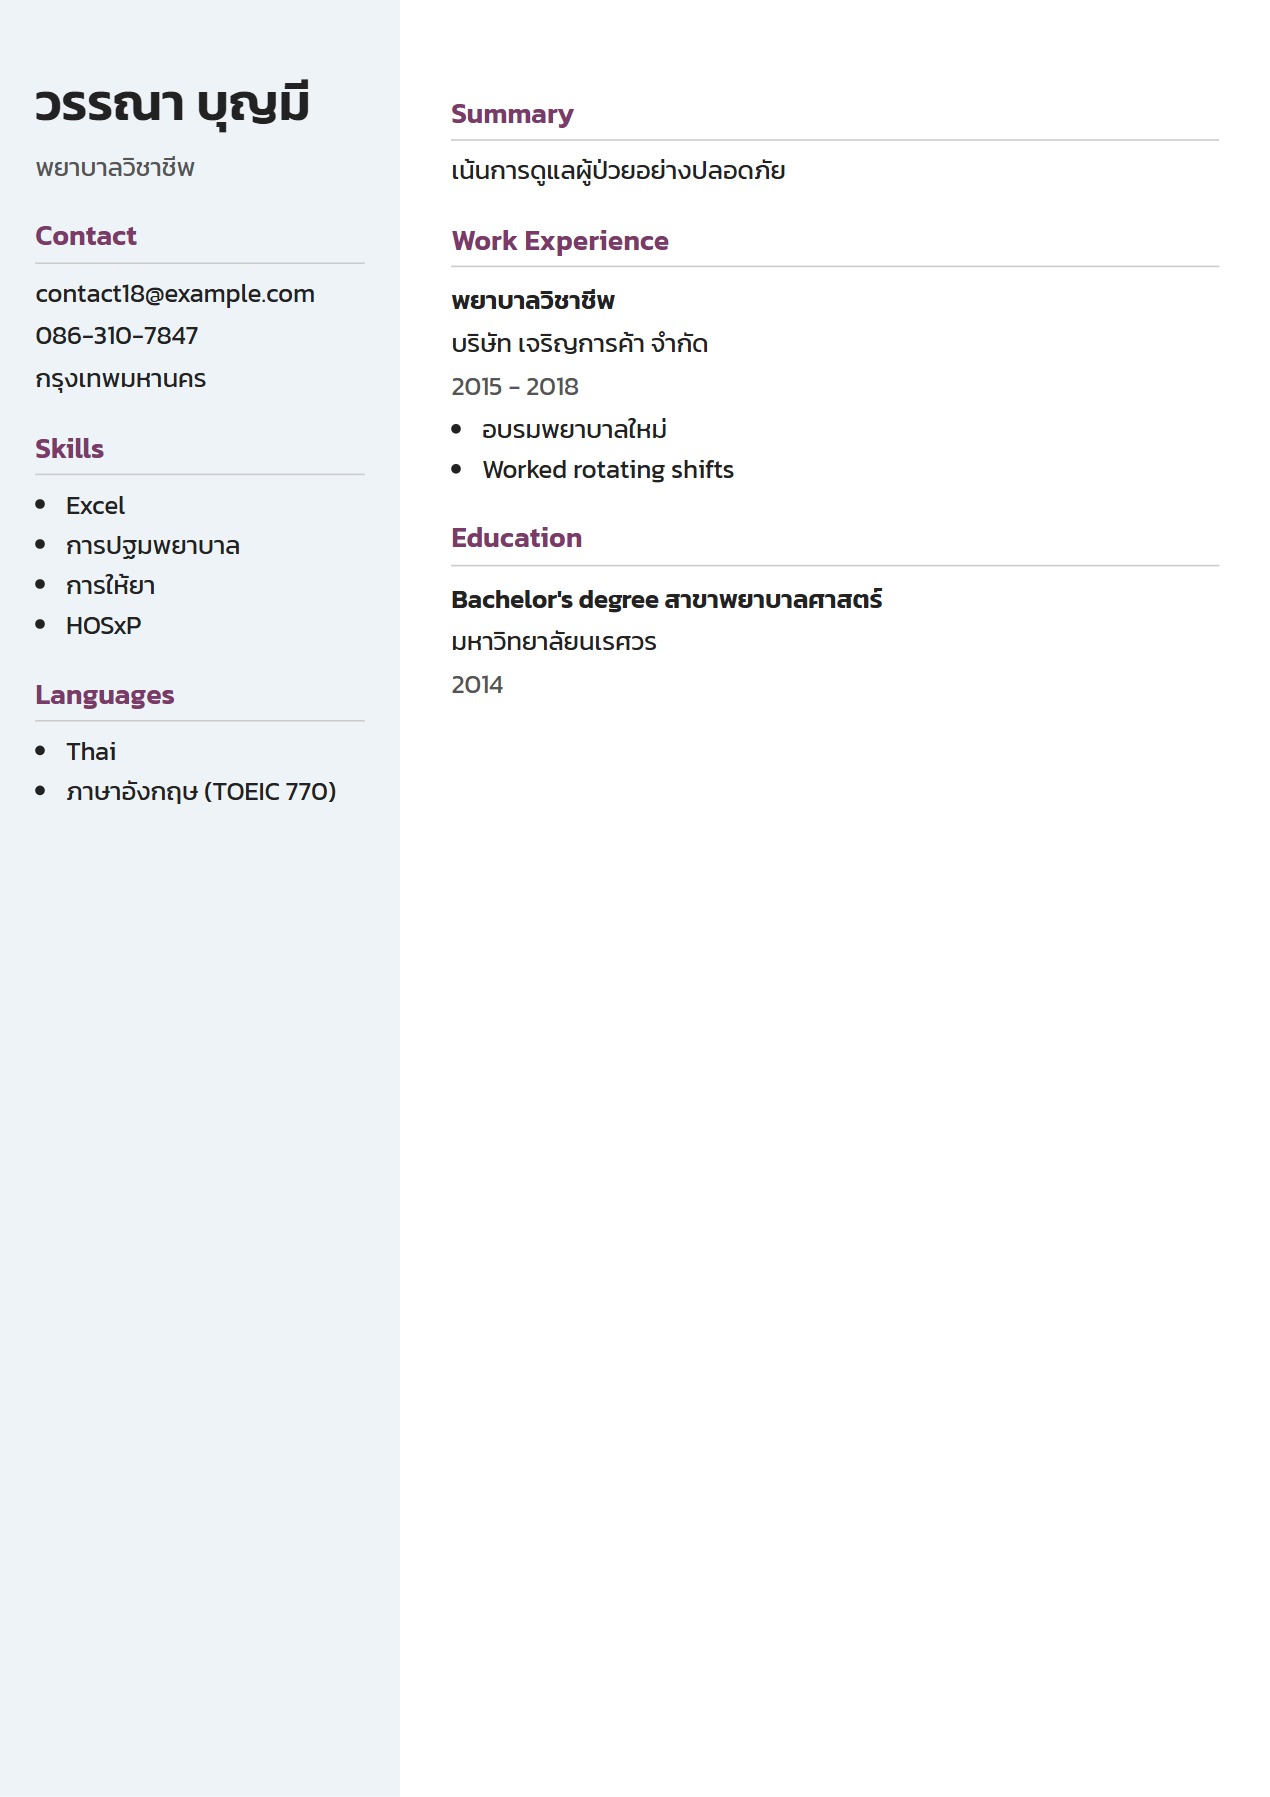 วรรณา บุญมี
พยาบาลวิชาชีพ
Contact
contact18@example.com
086-310-7847
กรุงเทพมหานคร
Skills
• Excel
• การปฐมพยาบาล
• การให้ยา
• HOSxP
Languages
• Thai
• ภาษาอังกฤษ (TOEIC 770)
Summary
เน้นการดูแลผู้ป่วยอย่างปลอดภัย
Work Experience
พยาบาลวิชาชีพ
บริษัท เจริญการค้า จำกัด
2015 - 2018
• อบรมพยาบาลใหม่
• Worked rotating shifts
Education
Bachelor's degree สาขาพยาบาลศาสตร์
มหาวิทยาลัยนเรศวร
2014